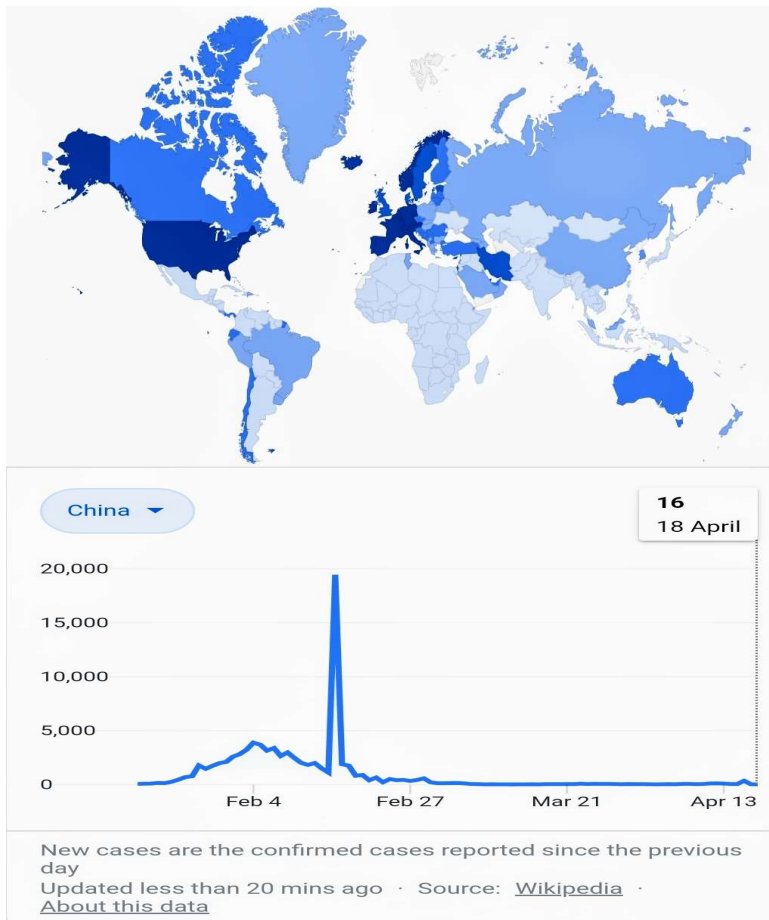 China
16
18 April
20,000
15,000
10,000
5,000
0
Feb 4
Feb 27
Mar 21
Apr 13
New cases are the confirmed cases reported since the previous
day
Updated less than 20 mins ago · Source: Wikipedia ·
About this data